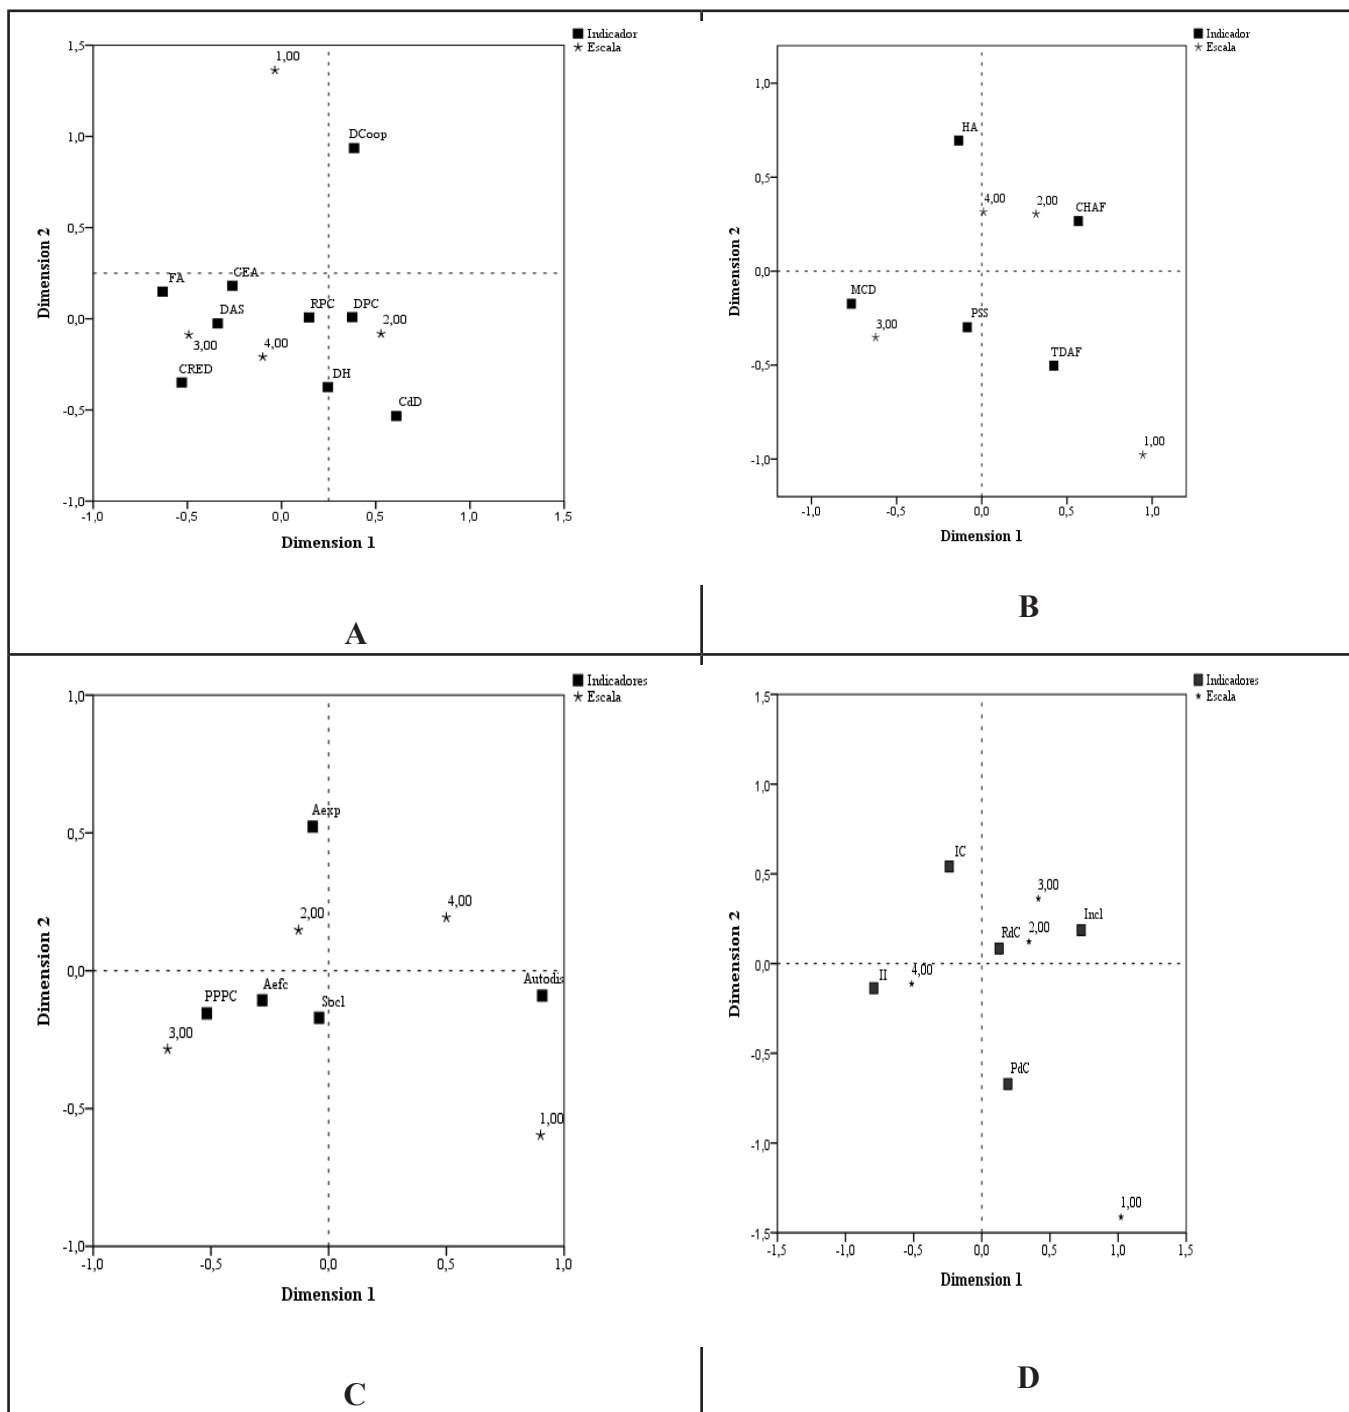 Indicador
Escala
1,5
1,0
0,5
0,0
-0,5
-1,0
Dimension 2
1,00
DCoop
FA
CEA
DAS
RPC
DPC
2,00
3,00
4,00
CRED
DH
CdD
-1,0
-0,5
0,0
0,5
1,0
1,5
Dimension 1
A
Indicador
Escala
1,0
0,5
0,0
-0,5
-1,0
Dimension 2
HA
4,00
2,00
CHAF
MCD
3,00
PSS
TDAF
1,00
-1,0
-0,5
0,0
0,5
1,0
Dimension 1
B
Indicadores
Escala
1,0
0,5
0,0
-0,5
-1,0
Dimension 2
Aexp
2,00
4,00
PPPC
Aefc
Sbcl
Autodis
3,00
1,00
-1,0
-0,5
0,0
0,5
1,0
Dimension 1
C
Indicadores
Escala
1,5
1,0
0,5
0,0
-0,5
-1,0
-1,5
Dimension 2
IC
3,00
Incl
RdC
2,00
II
4,00
PdC
1,00
-1,5
-1,0
-0,5
0,0
0,5
1,0
1,5
Dimension 1
D